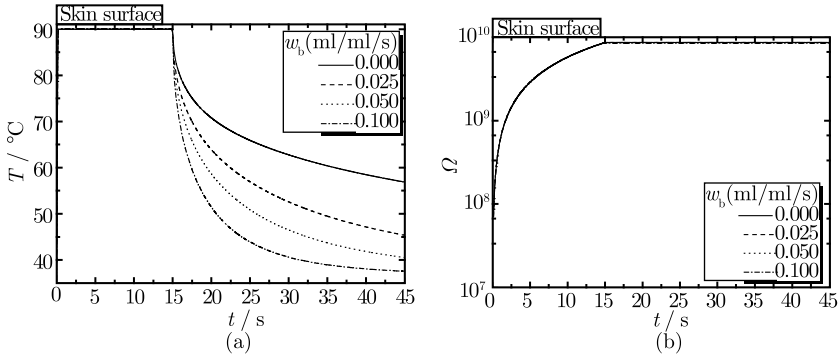 Skin surface
90
80
70
60
50
40
T / °C
w_b(ml/ml/s)
0.000
0.025
0.050
0.100
0 5 10 15 20 25 30 35 40 45
t / s
(a)
Skin surface
10^10
10^9
10^8
10^7
Ω
w_b(ml/ml/s)
0.000
0.025
0.050
0.100
0 5 10 15 20 25 30 35 40 45
t / s
(b)